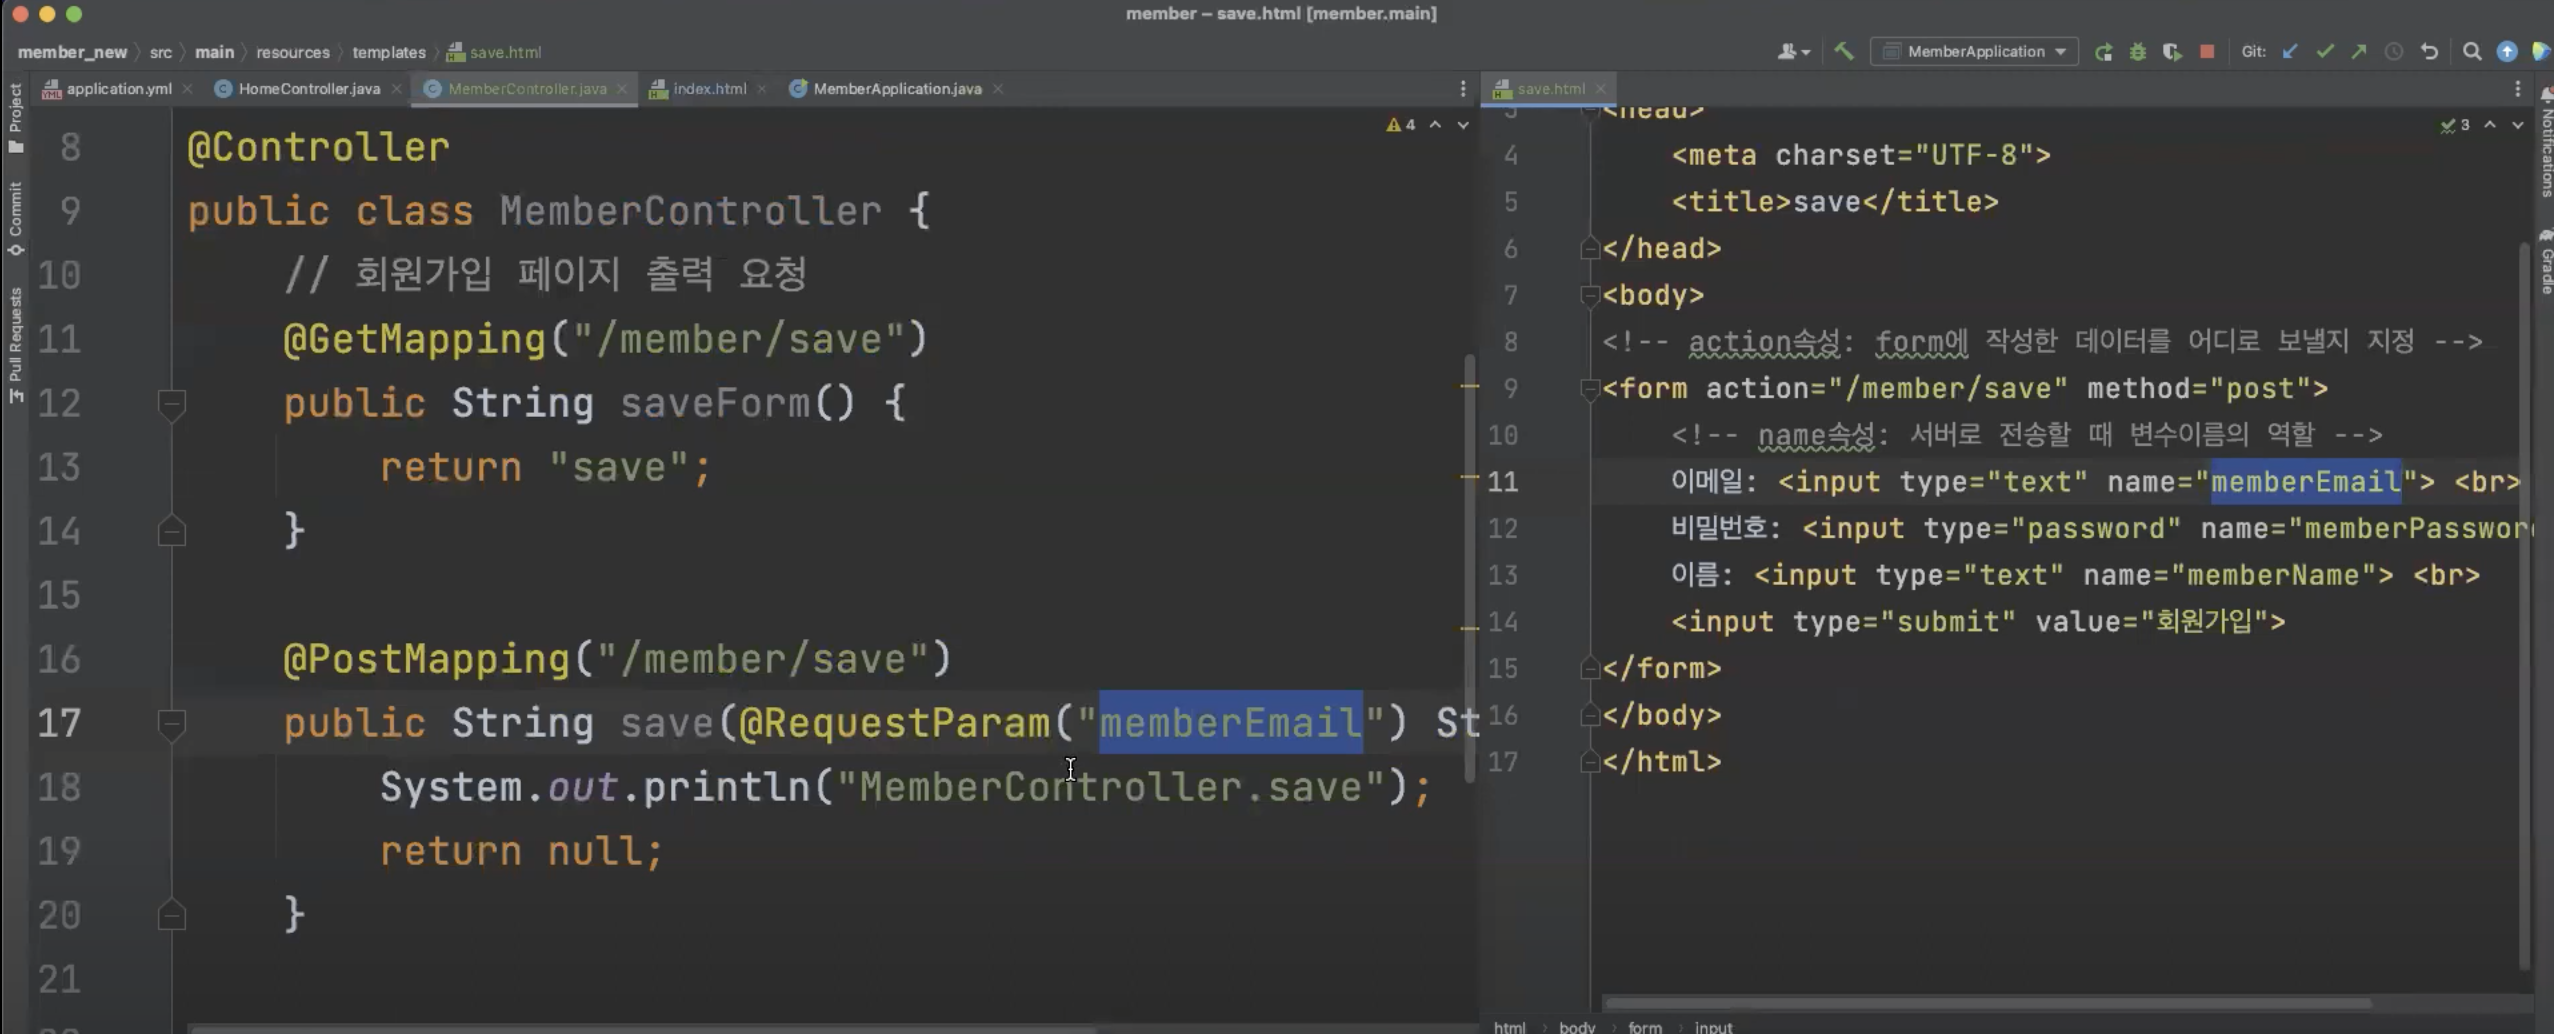 member – save.html [member.main]
member_new src main resources templates save.html
MemberApplication
Git:
application.yml HomeController.java MemberController.java index.html MemberApplication.java
save.html
Project
Commit
Pull Requests
4
8 @Controller
9 public class MemberController {
10 // 회원가입 페이지 출력 요청
11 @GetMapping("/member/save")
12 public String saveForm() {
13 return "save";
14 }
15
16 @PostMapping("/member/save")
17 public String save(@RequestParam("memberEmail") St
18 System.out.println("MemberController.save");
19 return null;
20 }
21
3
3 <head>
4 <meta charset="UTF-8">
5 <title>save</title>
6 </head>
7 <body>
8 <!-- action속성: form에 작성한 데이터를 어디로 보낼지 지정 -->
9 <form action="/member/save" method="post">
10 <!-- name속성: 서버로 전송할 때 변수이름의 역할 -->
11 이메일: <input type="text" name="memberEmail"> <br>
12 비밀번호: <input type="password" name="memberPasswor
13 이름: <input type="text" name="memberName"> <br>
14 <input type="submit" value="회원가입">
15 </form>
16 </body>
17 </html>
html body form input
Notifications
Gradle